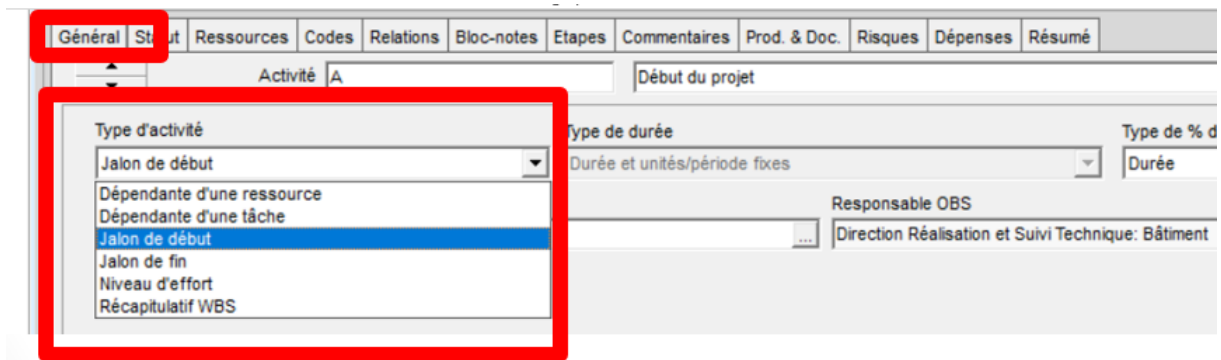 Général Statut Ressources Codes Relations Bloc-notes Etapes Commentaires Prod. & Doc. Risques Dépenses Résumé
Activité A Début du projet
Type d'activité Type de durée Type de % d
Jalon de début Durée et unités/période fixes Durée
Dépendante d'une ressource
Responsable OBS
Dépendante d'une tâche
Jalon de début ... Direction Réalisation et Suivi Technique: Bâtiment
Jalon de fin
Niveau d'effort
Récapitulatif WBS